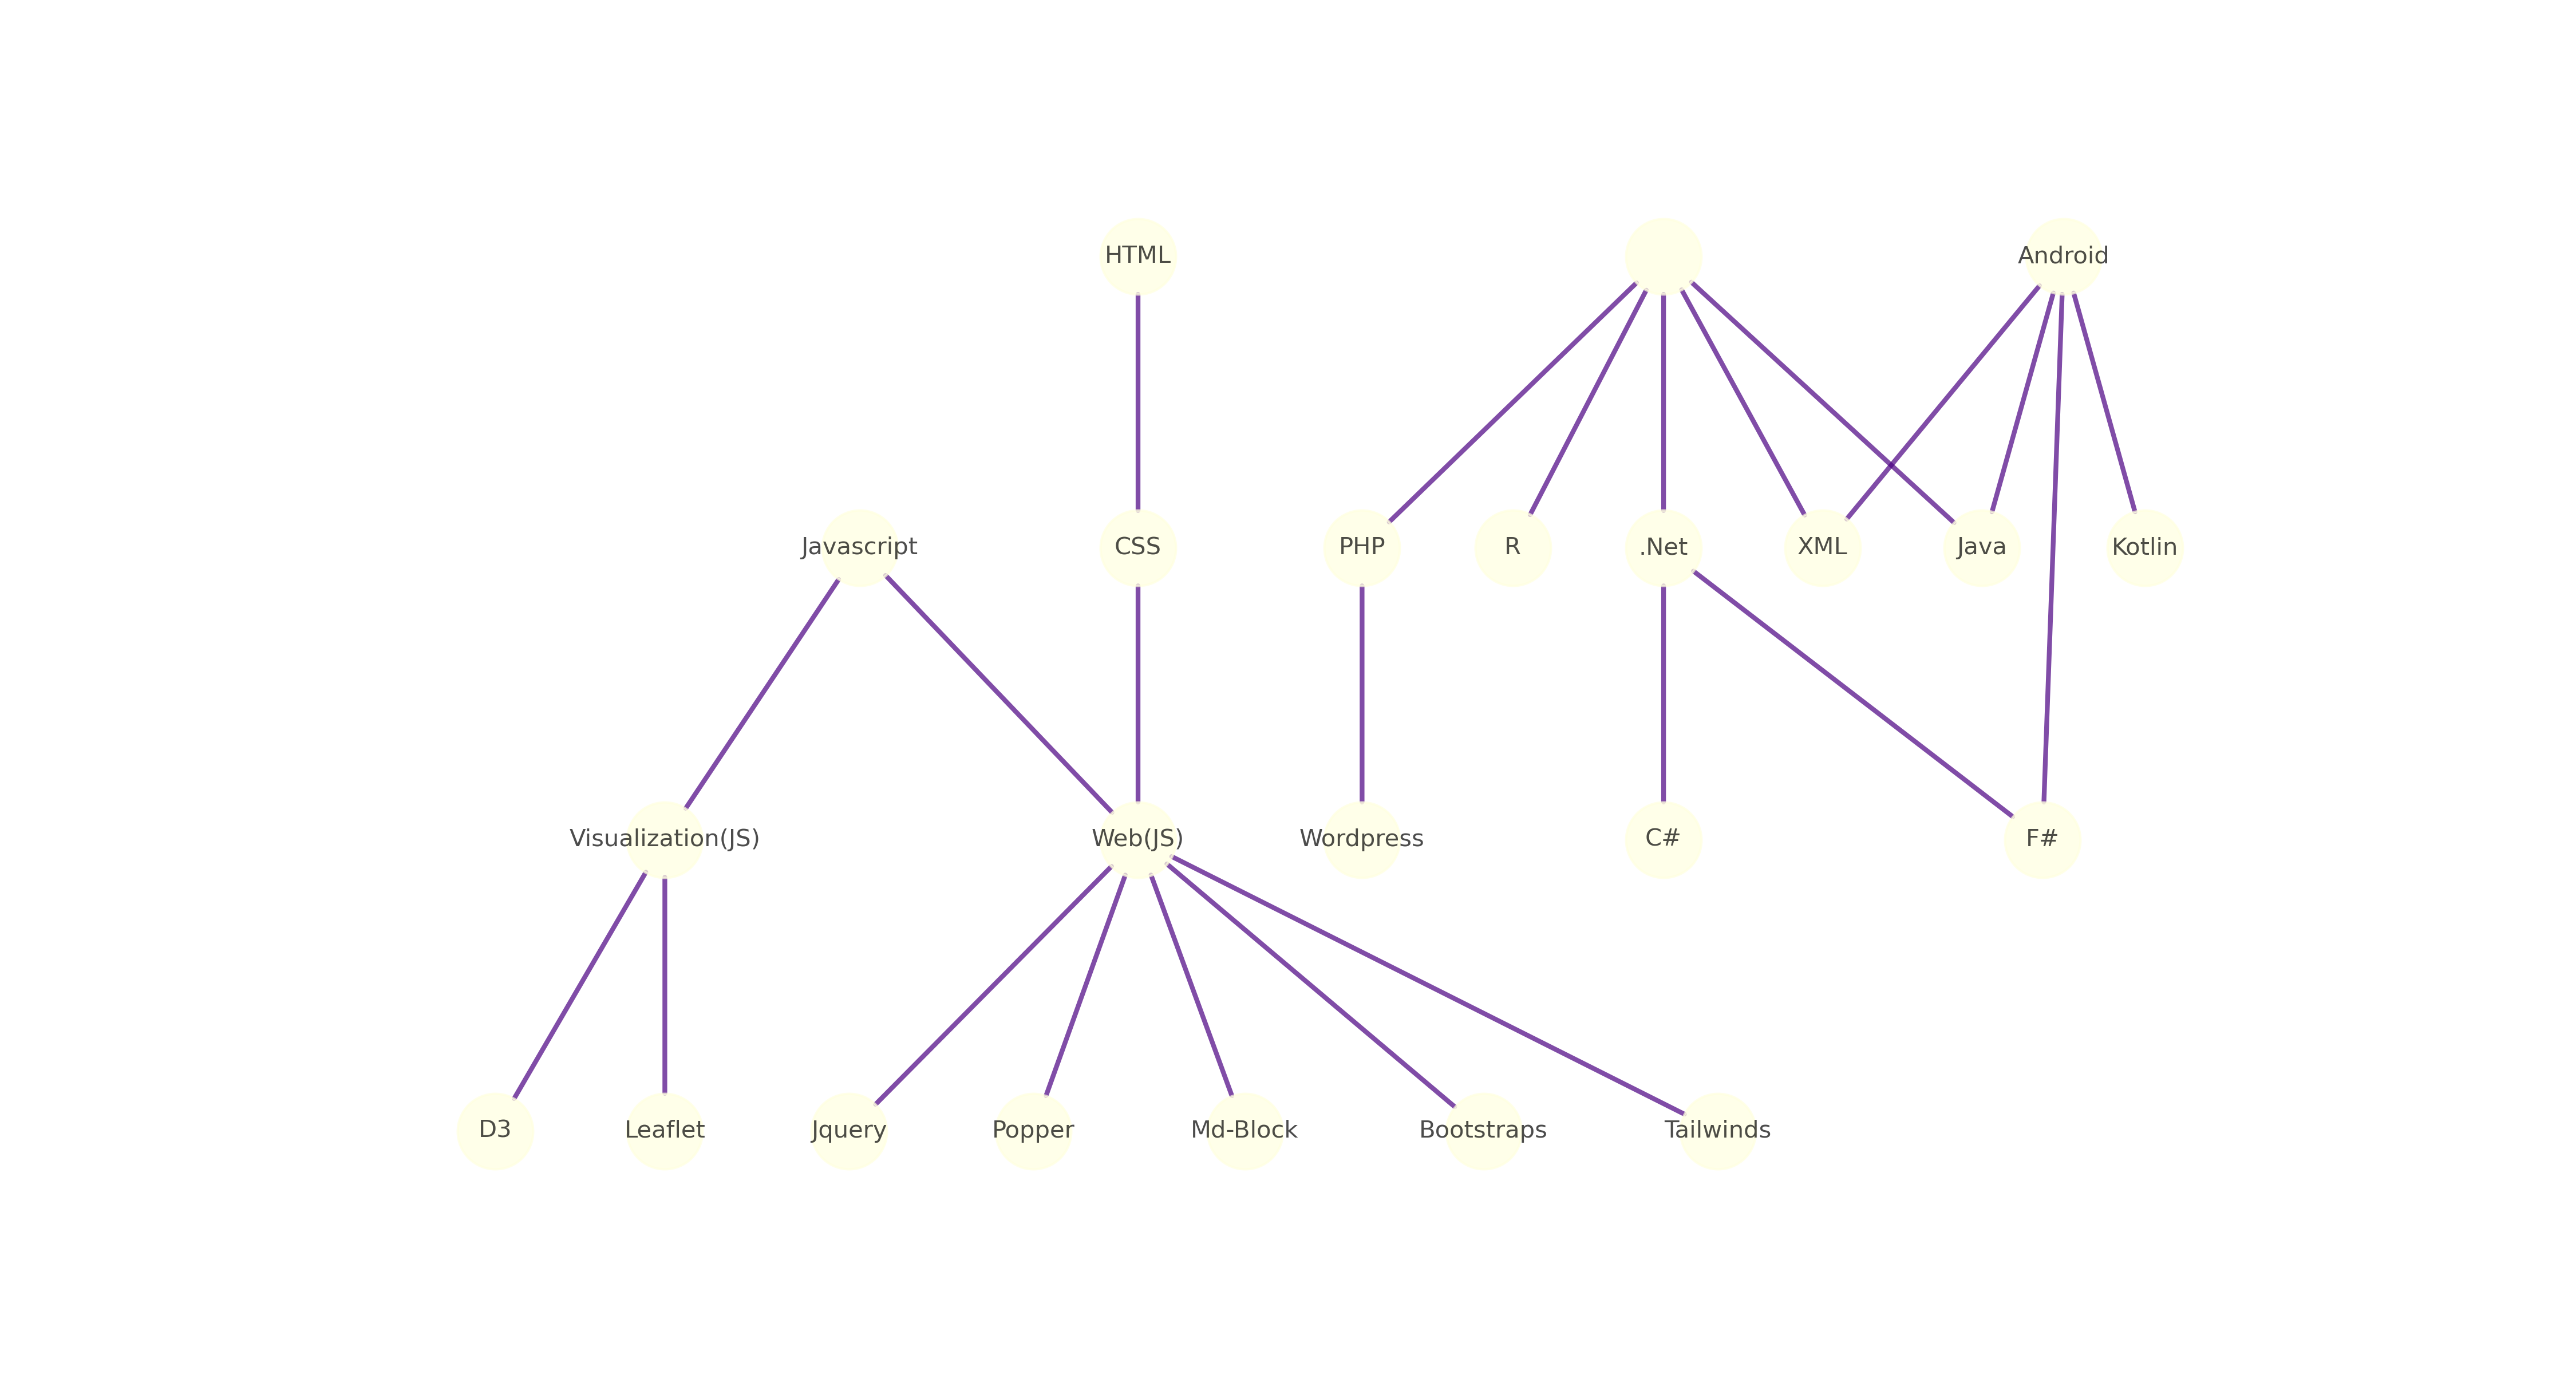 HTML
Android
Javascript
CSS
PHP
R
.Net
XML
Java
Kotlin
Visualization(JS)
Web(JS)
Wordpress
C#
F#
D3
Leaflet
Jquery
Popper
Md-Block
Bootstraps
Tailwinds